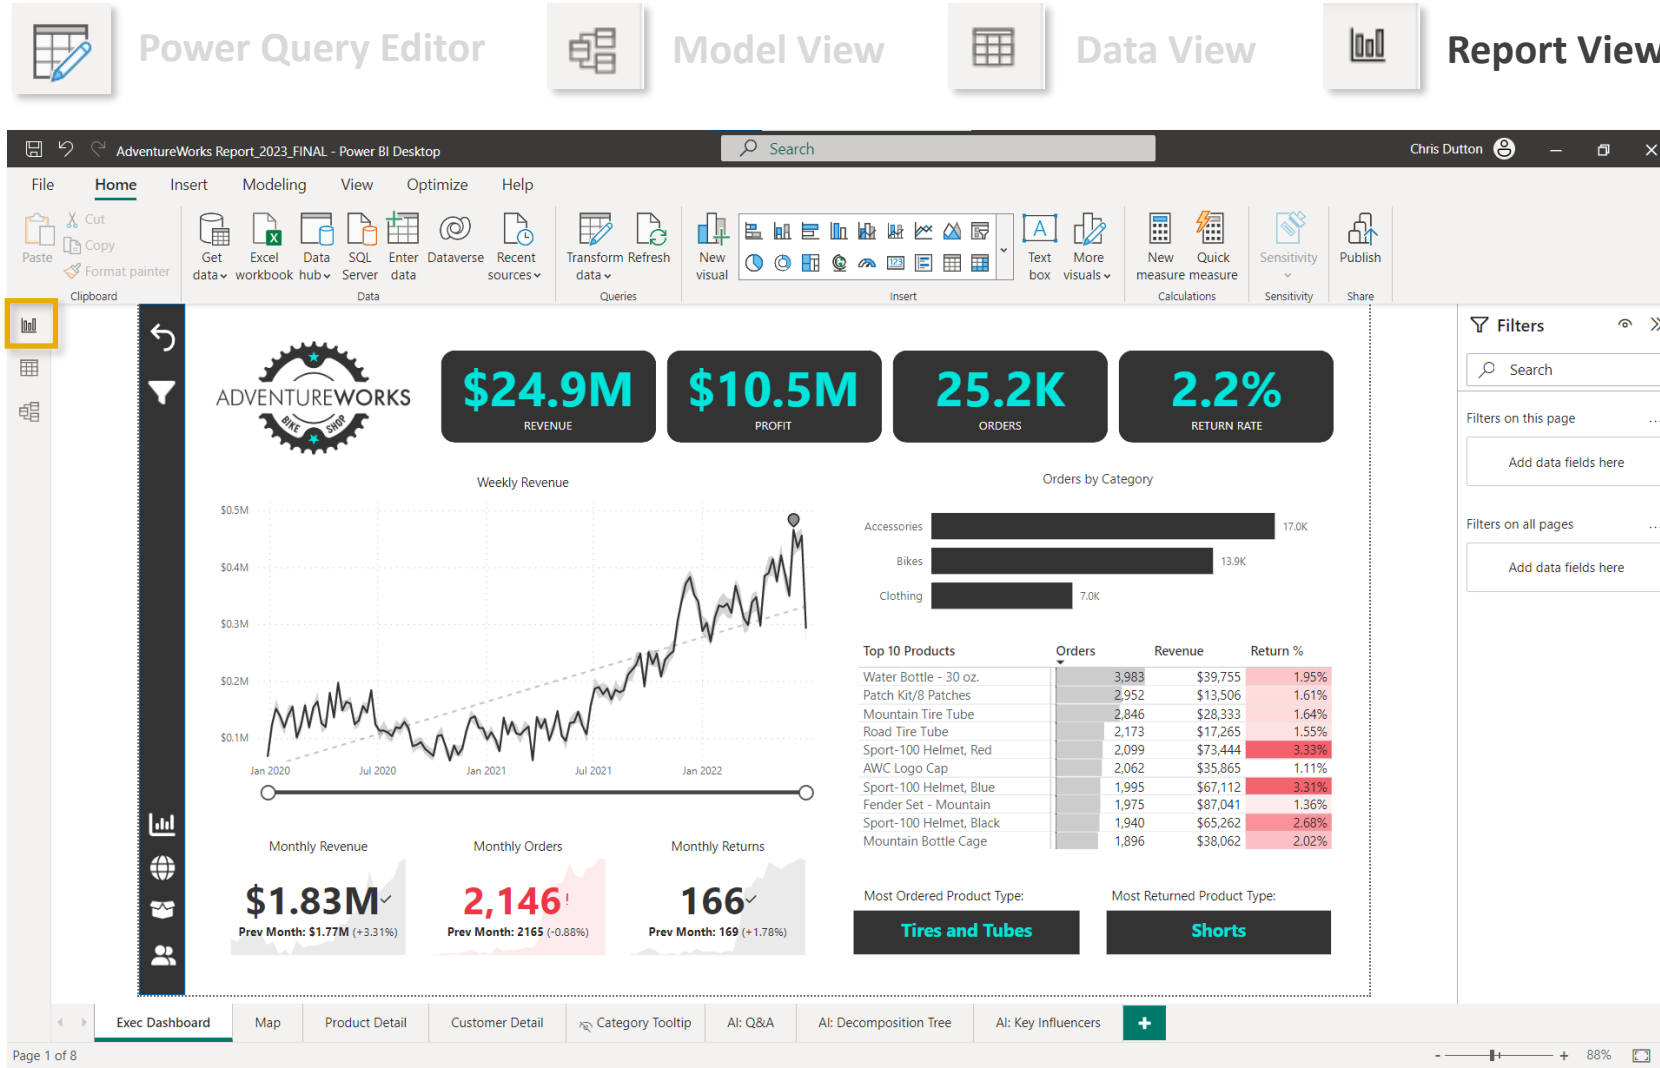 Power Query Editor
Model View
Data View
Report View
AdventureWorks Report_2023_FINAL - Power BI Desktop
Search
Chris Dutton
File Home Insert Modeling View Optimize Help
Paste
Cut
Copy
Format painter
Clipboard
Get data
Excel workbook
Data hub
SQL Server
Enter data
Dataverse
Recent sources
Data
Transform data
Refresh
Queries
New visual
123
Insert
A
Text box
More visuals
New measure
Quick measure
Calculations
Sensitivity
Sensitivity
Publish
Share
ADVENTUREWORKS
BIKE SHOP
$24.9M
REVENUE
$10.5M
PROFIT
25.2K
ORDERS
2.2%
RETURN RATE
Weekly Revenue
$0.5M
$0.4M
$0.3M
$0.2M
$0.1M
Jan 2020 Jul 2020 Jan 2021 Jul 2021 Jan 2022
Orders by Category
Accessories 17.0K
Bikes 13.9K
Clothing 7.0K
Top 10 Products Orders Revenue Return %
Water Bottle - 30 oz. 3,983 $39,755 1.95%
Patch Kit/8 Patches 2,952 $13,506 1.61%
Mountain Tire Tube 2,846 $28,333 1.64%
Road Tire Tube 2,173 $17,265 1.55%
Sport-100 Helmet, Red 2,099 $73,444 3.33%
AWC Logo Cap 2,062 $35,865 1.11%
Sport-100 Helmet, Blue 1,995 $67,112 3.31%
Fender Set - Mountain 1,975 $87,041 1.36%
Sport-100 Helmet, Black 1,940 $65,262 2.68%
Mountain Bottle Cage 1,896 $38,062 2.02%
Monthly Revenue
$1.83M
Prev Month: $1.77M (+3.31%)
Monthly Orders
2,146!
Prev Month: 2165 (-0.88%)
Monthly Returns
166
Prev Month: 169 (+1.78%)
Most Ordered Product Type:
Tires and Tubes
Most Returned Product Type:
Shorts
Filters
Search
Filters on this page ...
Add data fields here
Filters on all pages ...
Add data fields here
Exec Dashboard Map Product Detail Customer Detail Category Tooltip AI: Q&A AI: Decomposition Tree AI: Key Influencers +
Page 1 of 8
- + 88%